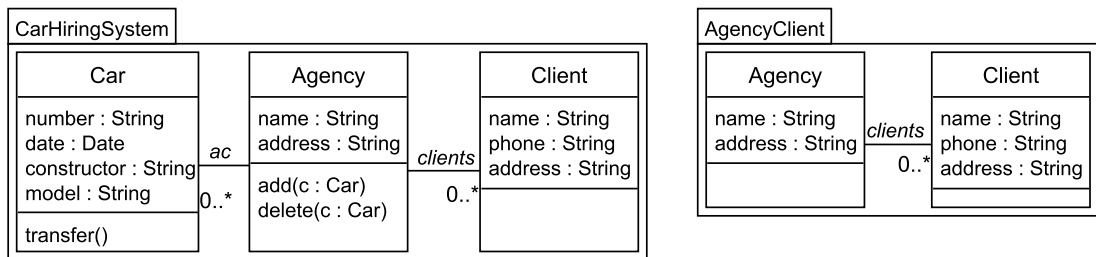 CarHiringSystem
Car
number : String
date : Date
constructor : String
model : String
transfer()
ac
0..*
Agency
name : String
address : String
add(c : Car)
delete(c : Car)
clients
0..*
Client
name : String
phone : String
address : String
AgencyClient
Agency
name : String
address : String
clients
0..*
Client
name : String
phone : String
address : String